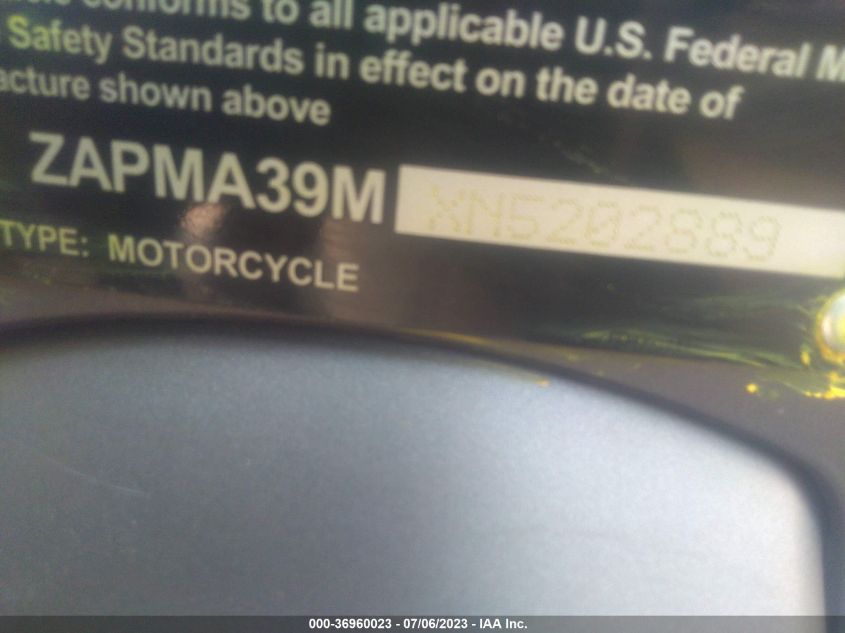 conforms to all applicable U.S. Federal M
Safety Standards in effect on the date of
acture shown above
ZAPMA39M XN5202889
TYPE: MOTORCYCLE
000-36960023 - 07/06/2023 - IAA Inc.